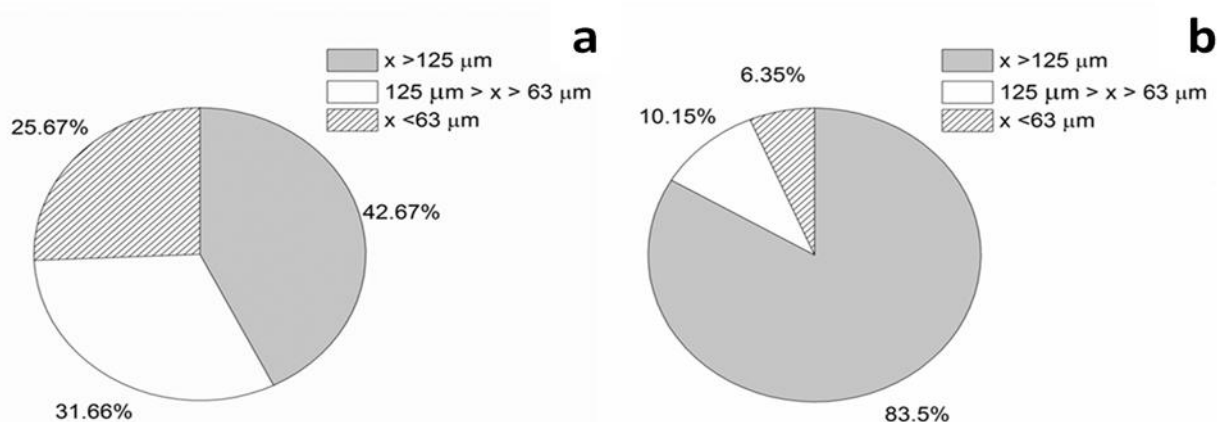 a
x >125 μm
125 μm > x > 63 μm
x <63 μm
25.67%
42.67%
31.66%
b
x >125 μm
125 μm > x > 63 μm
x <63 μm
6.35%
10.15%
83.5%